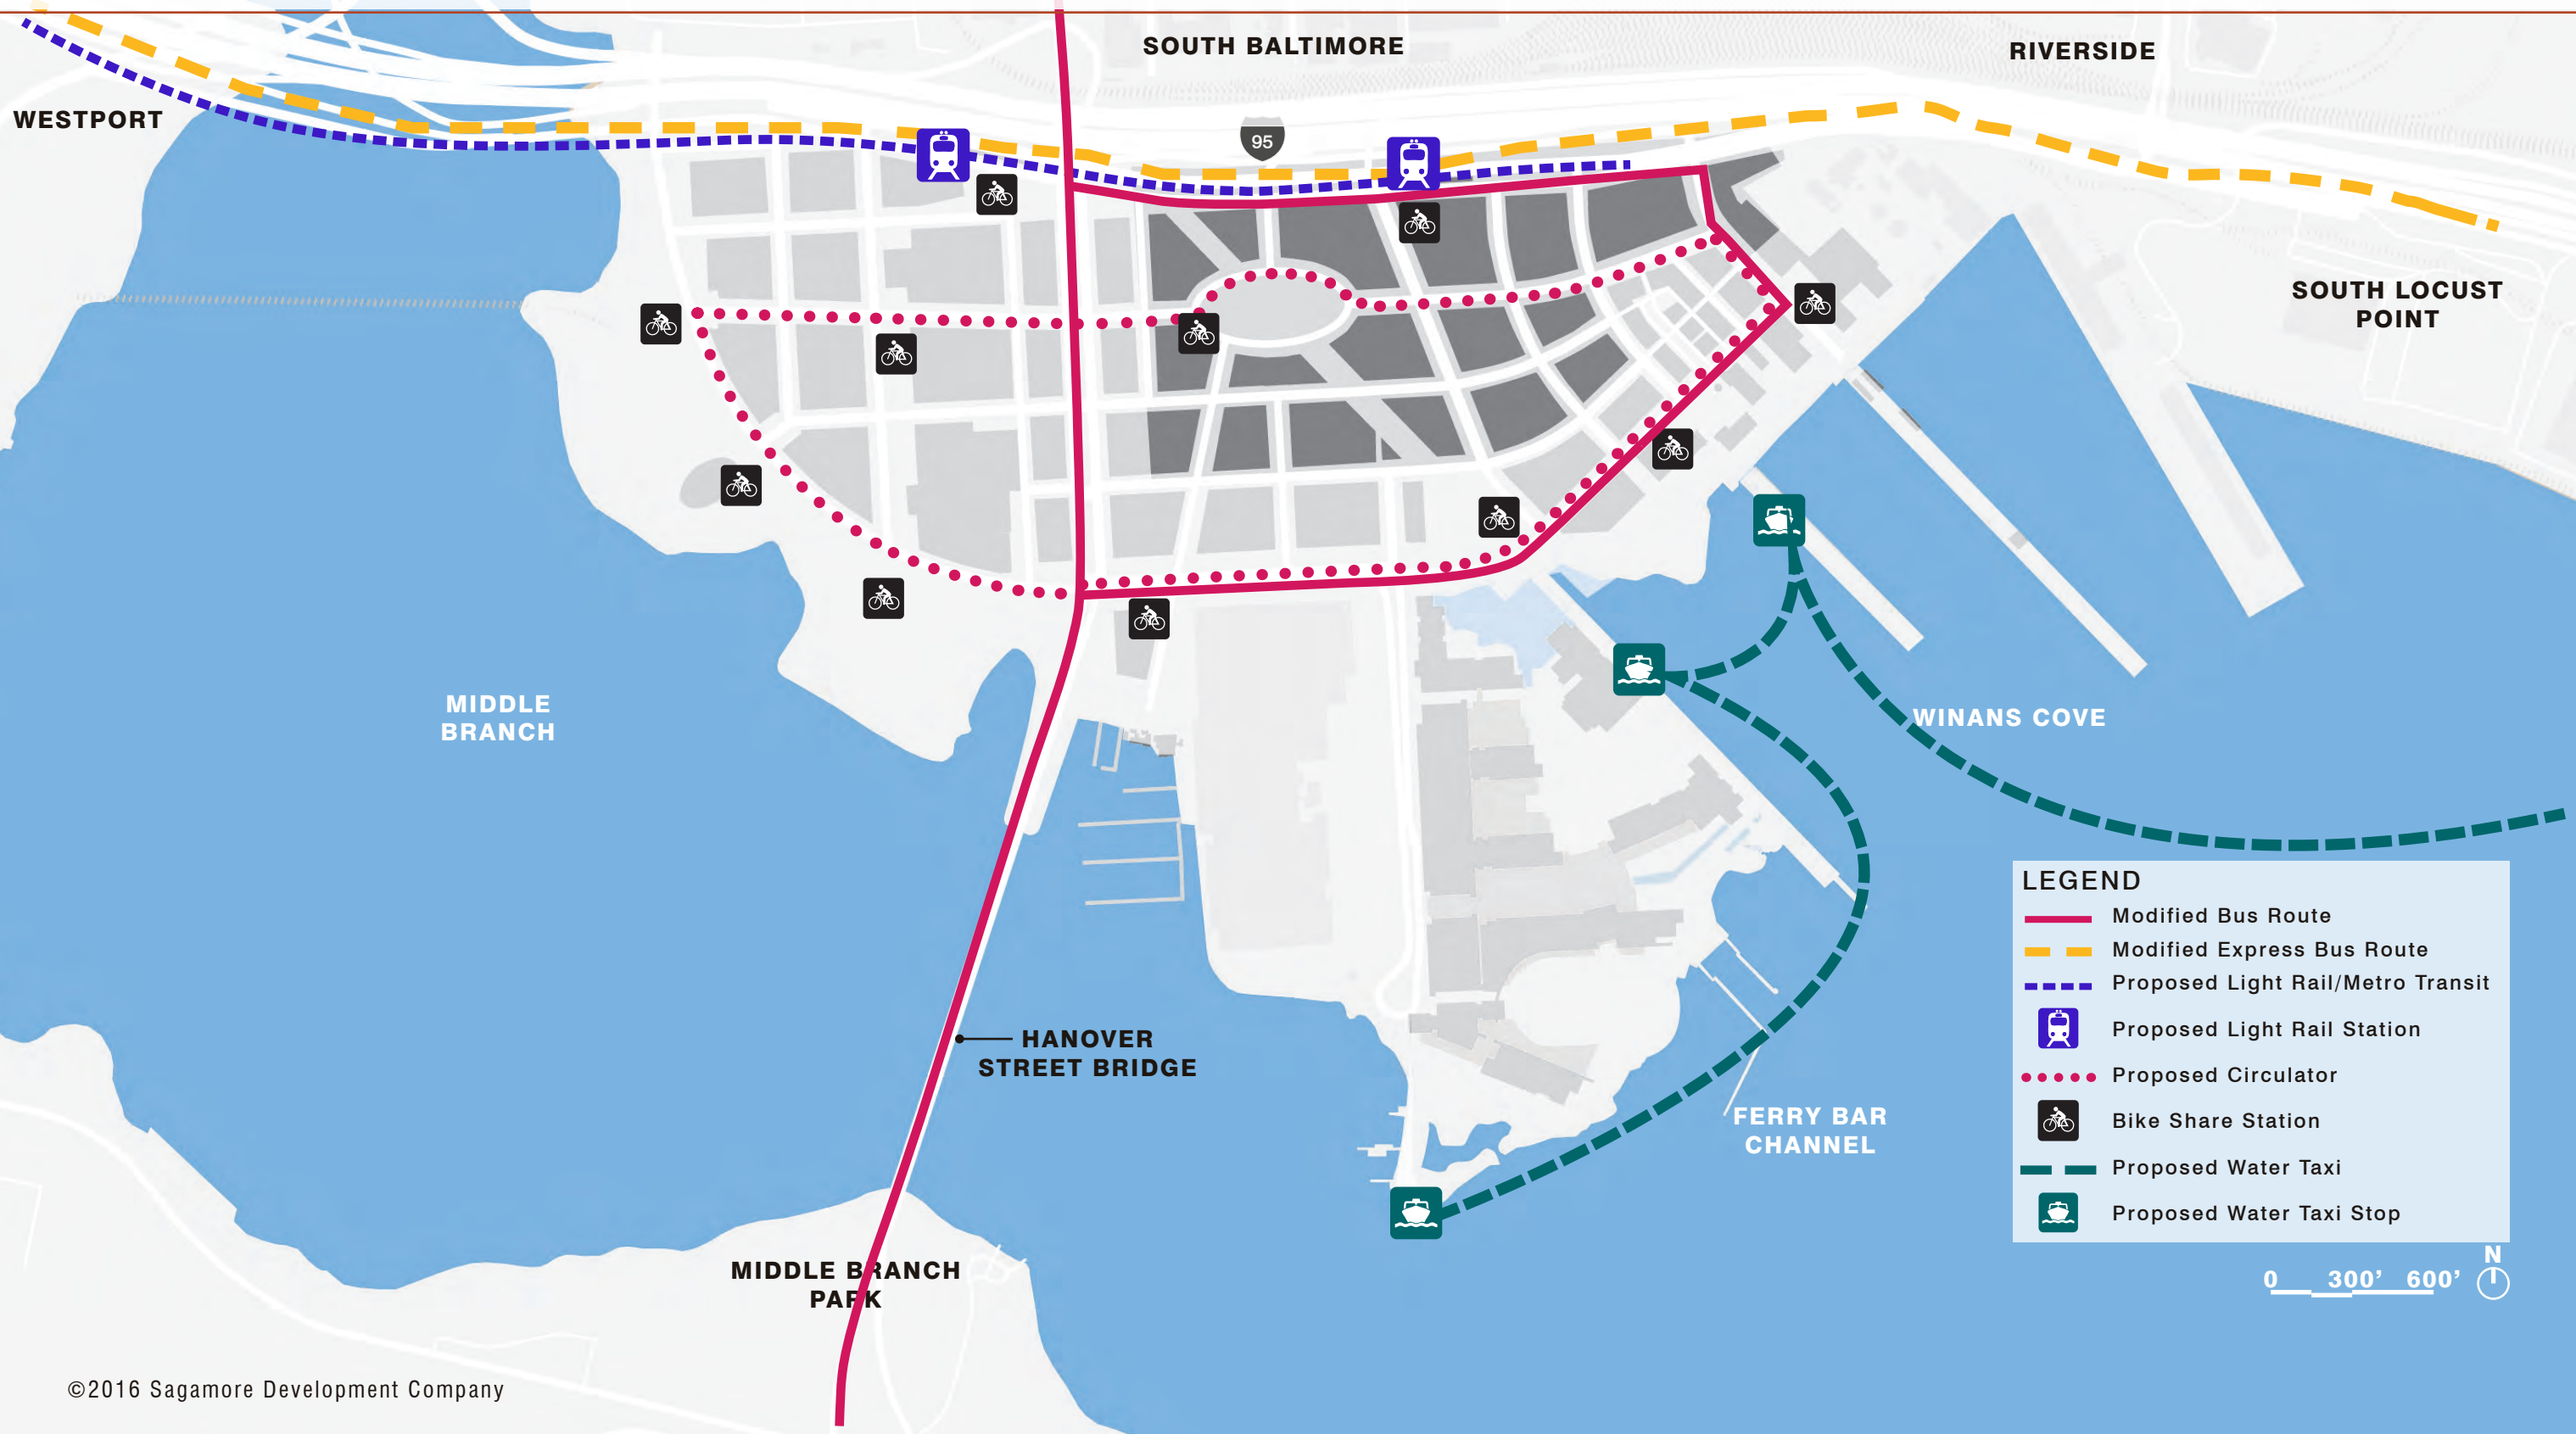 SOUTH BALTIMORE
RIVERSIDE
WESTPORT
95
SOUTH LOCUST
POINT
MIDDLE
BRANCH
WINANS COVE
HANOVER
STREET BRIDGE
FERRY BAR
CHANNEL
MIDDLE BRANCH
PARK
LEGEND
Modified Bus Route
Modified Express Bus Route
Proposed Light Rail/Metro Transit
Proposed Light Rail Station
Proposed Circulator
Bike Share Station
Proposed Water Taxi
Proposed Water Taxi Stop
N
0 300’ 600’
©2016 Sagamore Development Company